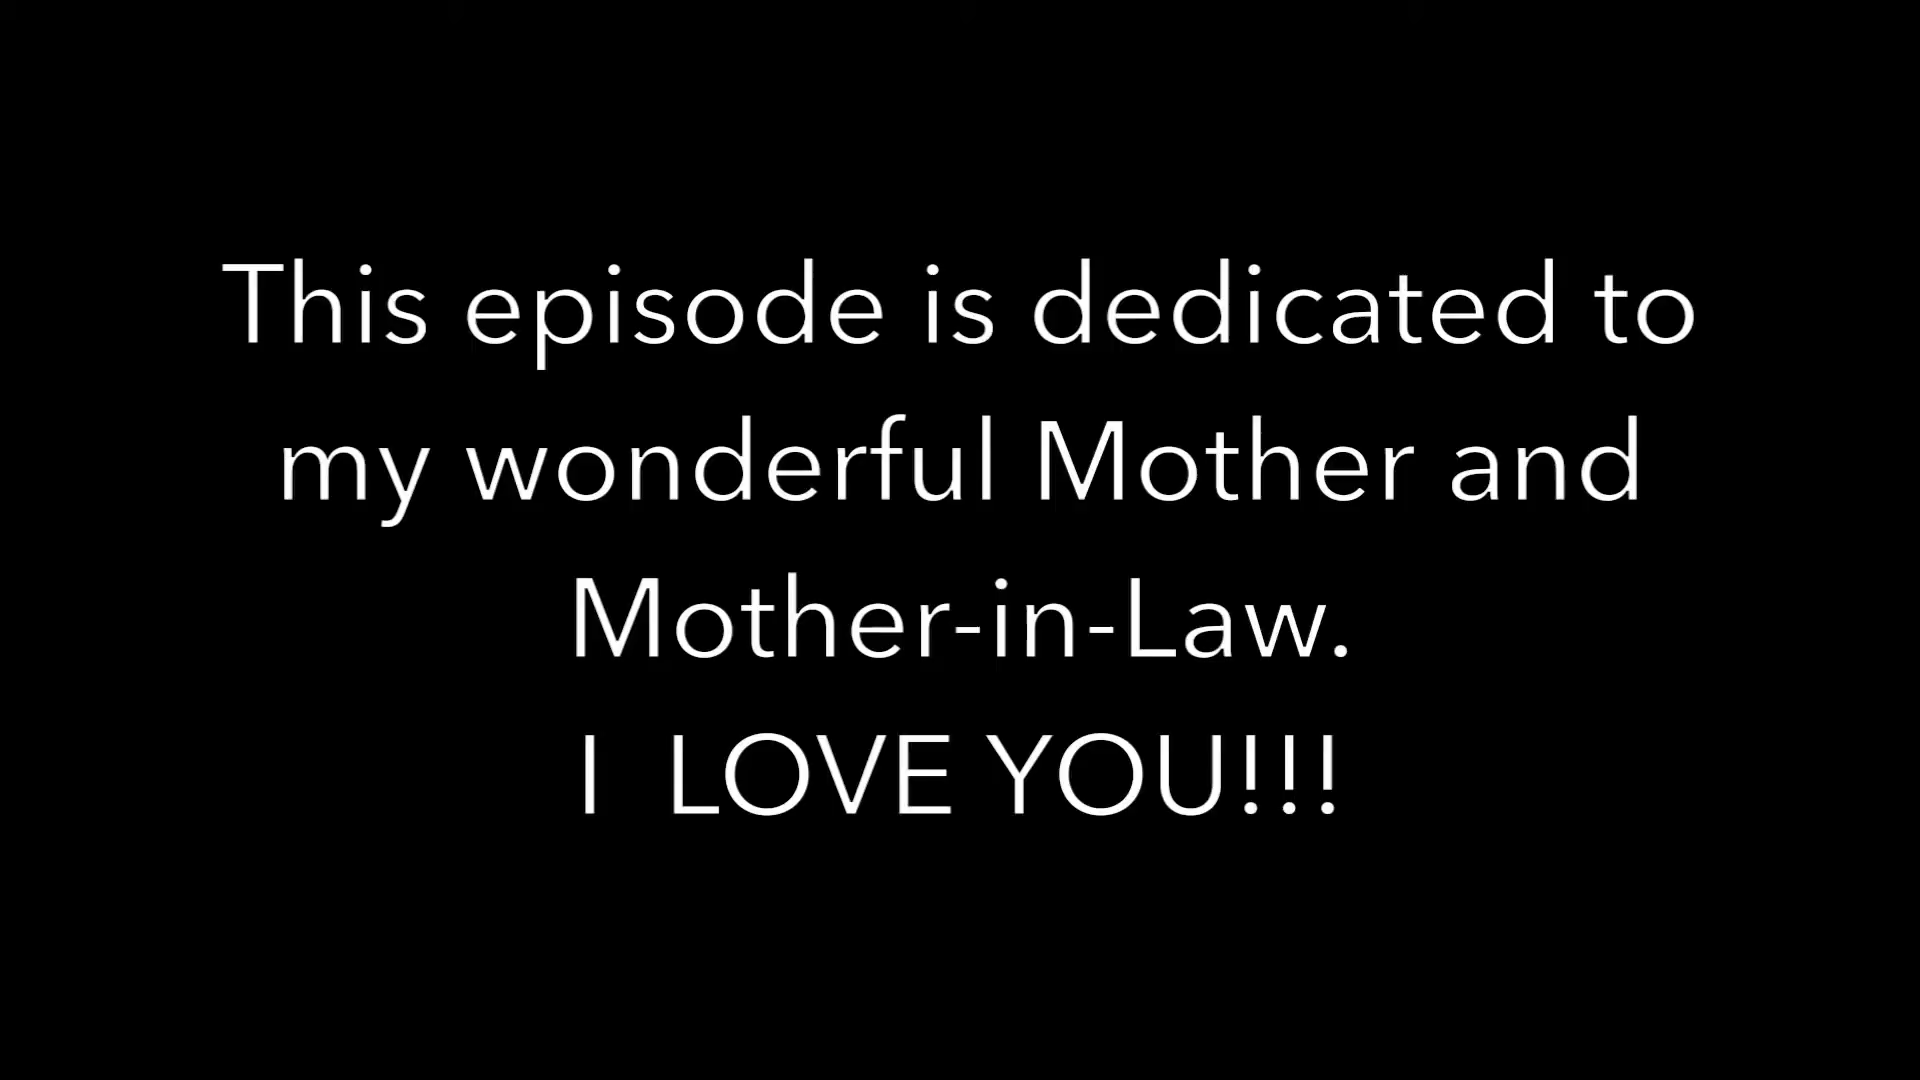 This episode is dedicated to
my wonderful Mother and
Mother-in-Law.
I  LOVE YOU!!!